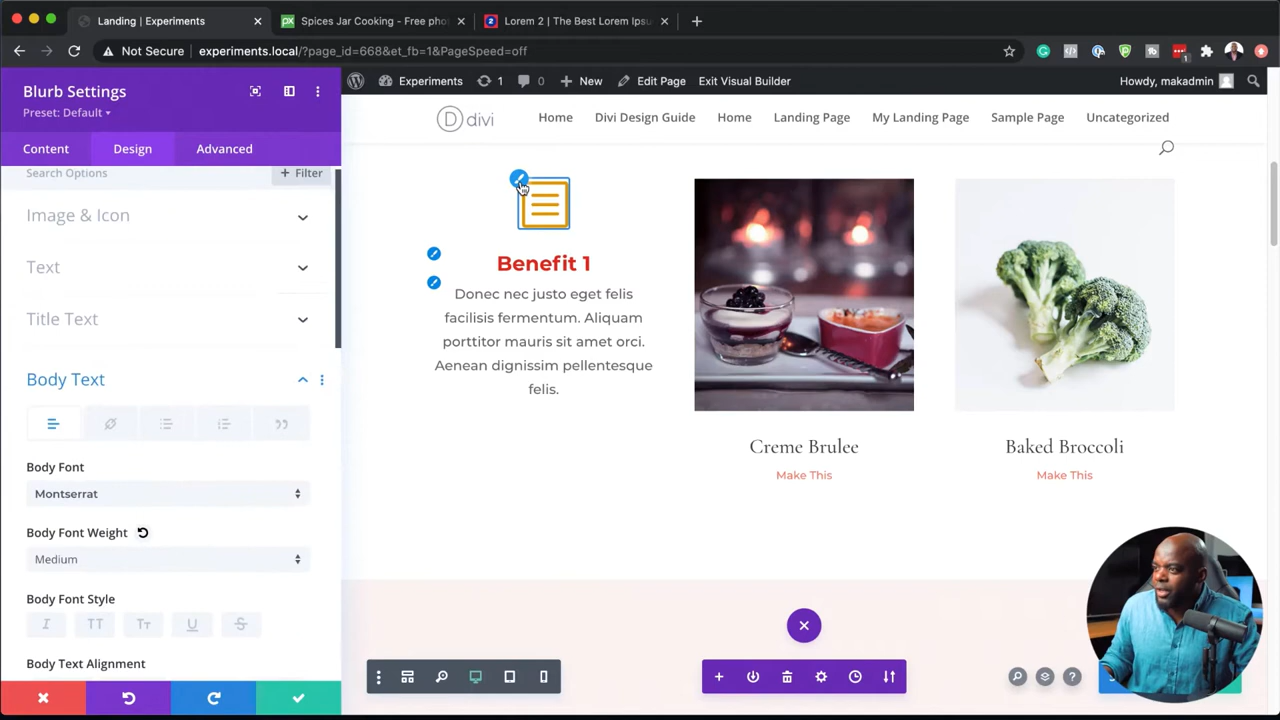 Landing | Experiments
Spices Jar Cooking - Free pho
Lorem 2 | The Best Lorem Ipsu
Not Secure
experiments.local/?page_id=668&et_fb=1&PageSpeed=off
1
Blurb Settings
Preset: Default
Experiments
1
0
New
Edit Page
Exit Visual Builder
Howdy, makadmin
D divi
Home
Divi Design Guide
Home
Landing Page
My Landing Page
Sample Page
Uncategorized
Content
Design
Advanced
Search Options
+ Filter
Image & Icon
Text
Title Text
Body Text
Body Font
Montserrat
Body Font Weight
Medium
Body Font Style
I
TT
Tт
U
S
Body Text Alignment
Benefit 1
Donec nec justo eget felis
facilisis fermentum. Aliquam
porttitor mauris sit amet orci.
Aenean dignissim pellentesque
felis.
Creme Brulee
Make This
Baked Broccoli
Make This
?